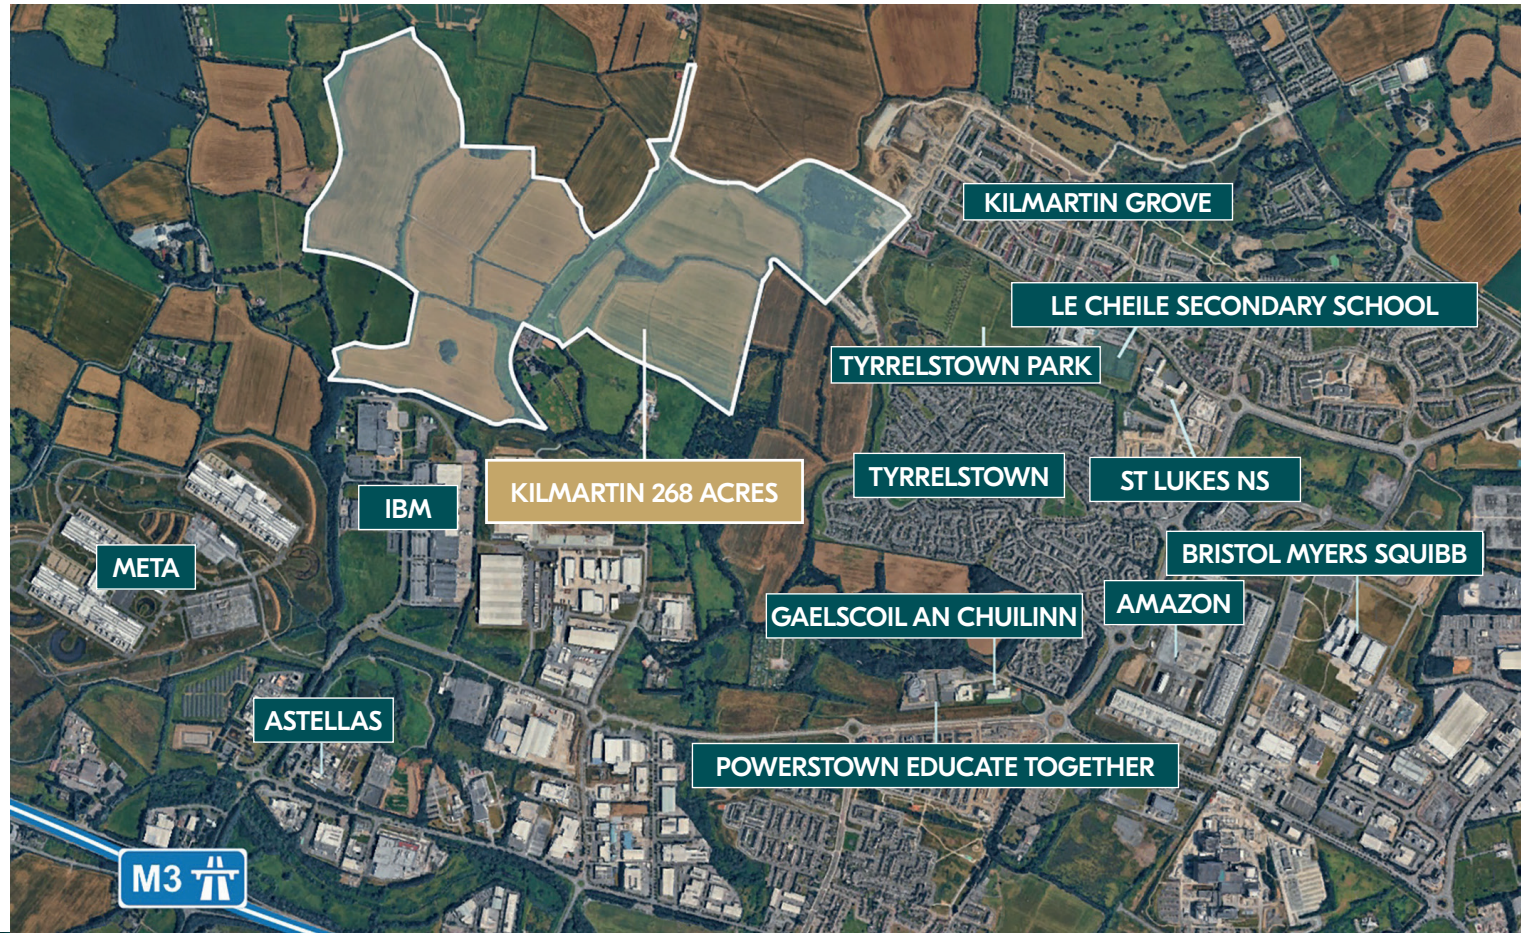 KILMARTIN GROVE
LE CHEILE SECONDARY SCHOOL
TYRRELSTOWN PARK
TYRRELSTOWN
ST LUKES NS
KILMARTIN 268 ACRES
IBM
META
BRISTOL MYERS SQUIBB
AMAZON
GAELSCOIL AN CHUILINN
ASTELLAS
POWERSTOWN EDUCATE TOGETHER
M3